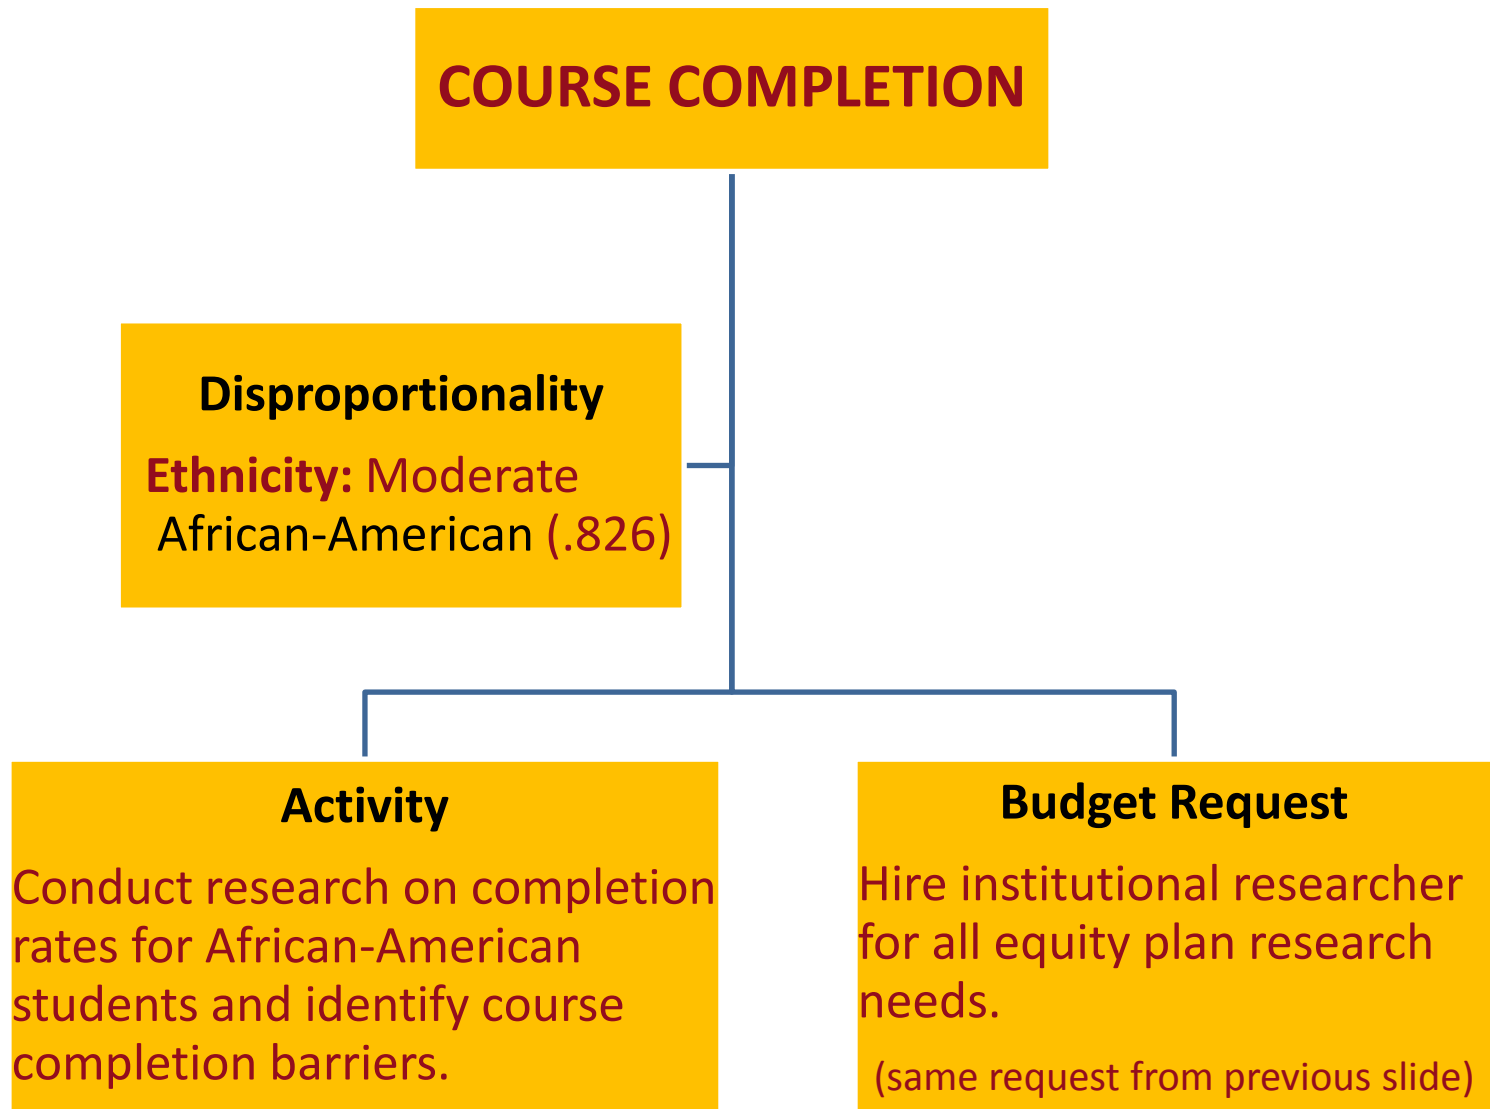 COURSE COMPLETION
Disproportionality
Ethnicity: Moderate
African-American (.826)
Activity
Conduct research on completion
rates for African-American
students and identify course
completion barriers.
Budget Request
Hire institutional researcher
for all equity plan research
needs.
(same request from previous slide)